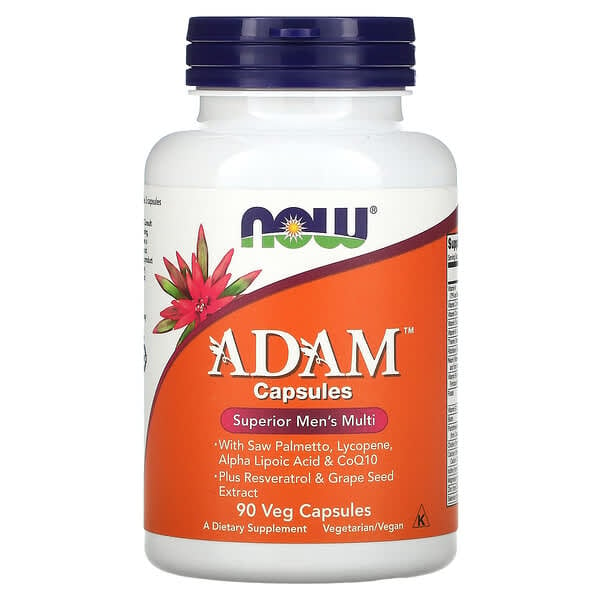 NOW®
ADAM™
Capsules
Superior Men's Multi
•With Saw Palmetto, Lycopene,
Alpha Lipoic Acid & CoQ10
•Plus Resveratrol & Grape Seed
Extract
90 Veg Capsules
A Dietary Supplement Vegetarian/Vegan
K